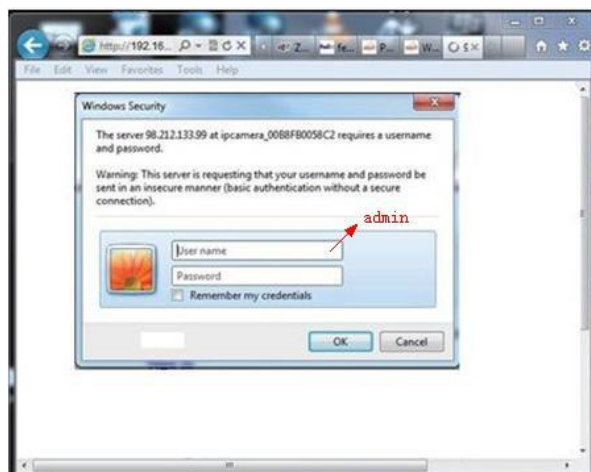 http://192.16...
Z...
fe...
P...
W...
File Edit View Favorites Tools Help
Windows Security
The server 98.212.133.99 at ipcamera_00B8FB0058C2 requires a username
and password.
Warning: This server is requesting that your username and password be
sent in an insecure manner (basic authentication without a secure
connection).
admin
User name
Password
Remember my credentials
OK Cancel